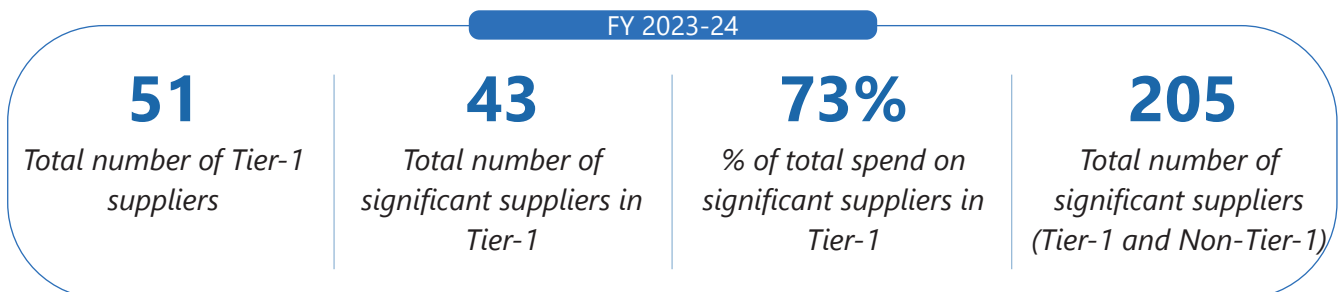 FY 2023-24
51
Total number of Tier-1
suppliers
43
Total number of
significant suppliers in
Tier-1
73%
% of total spend on
significant suppliers in
Tier-1
205
Total number of
significant suppliers
(Tier-1 and Non-Tier-1)